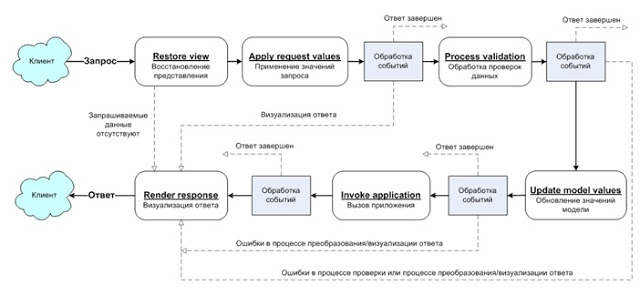 Ответ завершен
Ответ завершен
Клиент
Запрос
Restore view
Восстановление
представления
Apply request values
Применение значений
запроса
Обработка
событий
Process validation
Обработка проверок
данных
Обработка
событий
Запрашиваемые
данные
отсутствуют
Визуализация ответа
Ответ завершен
Ответ завершен
Клиент
Ответ
Render response
Визуализация ответа
Обработка
событий
Invoke application
Вызов приложения
Обработка
событий
Update model values
Обновление значений
модели
Ошибки в процессе преобразования/визуализации ответа
Ошибки в процессе проверки или процессе преобразования/визуализации ответа